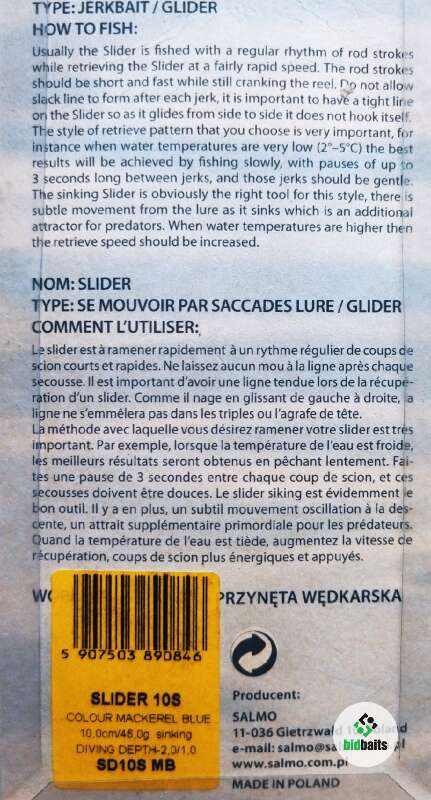 TYPE: JERKBAIT / GLIDER
HOW TO FISH:
Usually the Slider is fished with a regular rhythm of rod strokes
while retrieving the Slider at a fairly rapid speed. The rod strokes
should be short and fast while still cranking the reel. Do not allow
slack line to form after each jerk, it is important to have a tight line
on the Slider so as it glides from side to side it does not hook itself.
The style of retrieve pattern that you choose is very important, for
instance when water temperatures are very low (2°–5°C) the best
results will be achieved by fishing slowly, with pauses of up to
3 seconds long between jerks, and those jerks should be gentle.
The sinking Slider is obviously the right tool for this style, there is
subtle movement from the lure as it sinks which is an additional
attractor for predators. When water temperatures are higher then
the retrieve speed should be increased.
NOM: SLIDER
TYPE: SE MOUVOIR PAR SACCADES LURE / GLIDER
COMMENT L'UTILISER:
Le slider est à ramener rapidement à un rythme régulier de coups de
scion courts et rapides. Ne laissez aucun mou à la ligne après chaque
secousse. Il est important d'avoir une ligne tendue lors de la récupé-
ration d'un slider. Comme il nage en glissant de gauche à droite, la
ligne ne s'emmêlera pas dans les triples ou l'agrafe de tête.
La méthode avec laquelle vous désirez ramener votre slider est très
important. Par exemple, lorsque la température de l'eau est froide,
les meilleurs résultats seront obtenus en pêchant lentement. Fai-
tes une pause de 3 secondes entre chaque coup de scion, et ces
secousses doivent être douces. Le slider siking est évidemment le
bon outil. Il y a en plus, un subtil mouvement oscillation à la des-
cente, un attrait supplémentaire primordiale pour les prédateurs.
Quand la température de l'eau est tiède, augmentez la vitesse de
récupération, coups de scion plus énergiques et appuyés.
PRZYNĘTA WĘDKARSKA
5 907503 890846
SLIDER 10S
COLOUR MACKEREL BLUE
10,0cm/46,0g sinking
DIVING DEPTH-2,0/1,0
SD10S MB
Producent:
SALMO
11-036 Gietrzwałd
e-mail: salmo@
www.salmo.com.pl
MADE IN POLAND
bidbaits